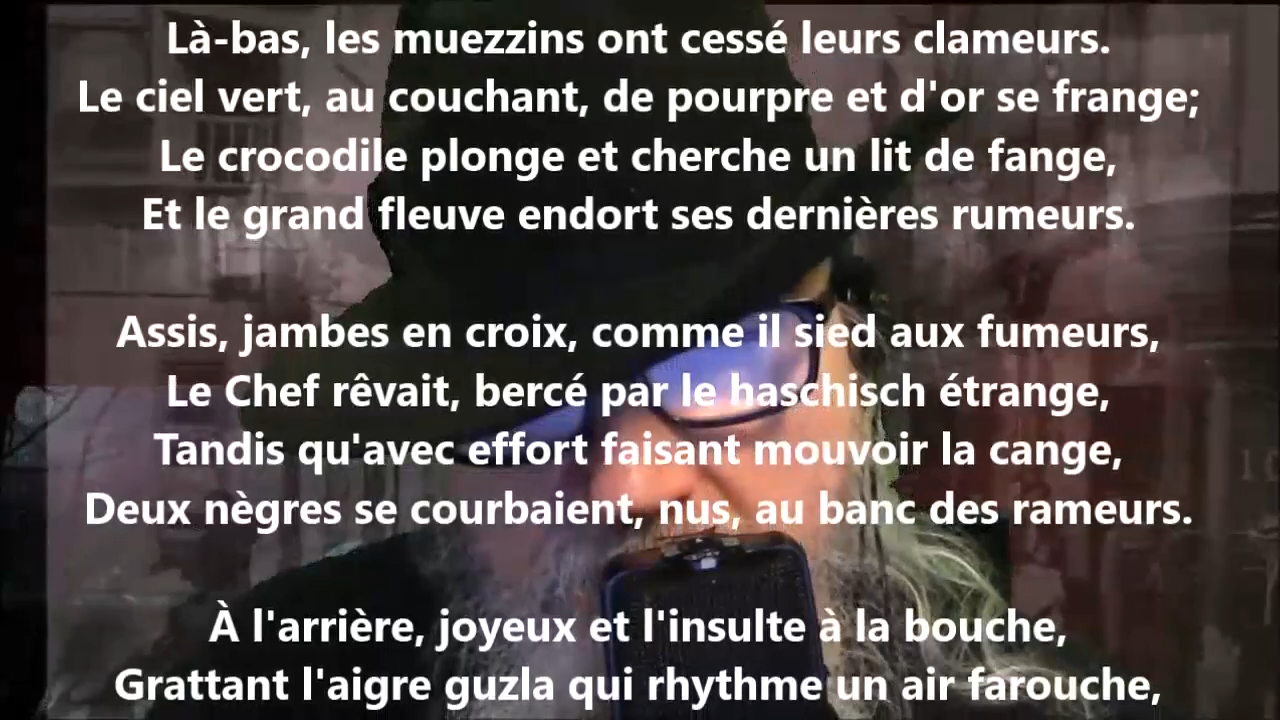 Là-bas, les muezzins ont cessé leurs clameurs.
Le ciel vert, au couchant, de pourpre et d'or se frange;
Le crocodile plonge et cherche un lit de fange,
Et le grand fleuve endort ses dernières rumeurs.
Assis, jambes en croix, comme il sied aux fumeurs,
Le Chef rêvait, bercé par le haschisch étrange,
Tandis qu'avec effort faisant mouvoir la cange,
Deux nègres se courbaient, nus, au banc des rameurs.
À l'arrière, joyeux et l'insulte à la bouche,
Grattant l'aigre guzla qui rhythme un air farouche,